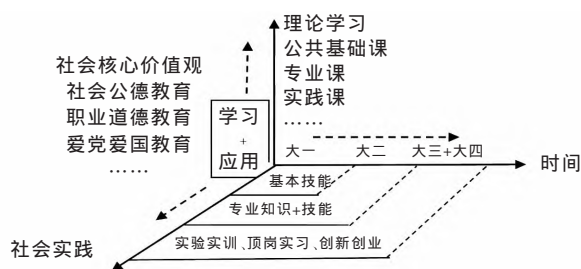 理论学习
公共基础课
专业课
实践课
……
社会核心价值观
社会公德教育
职业道德教育
爱党爱国教育
……
学习
+
应用
大一 大二 大三+大四
时间
基本技能
专业知识+技能
实验实训、顶岗实习、创新创业
社会实践